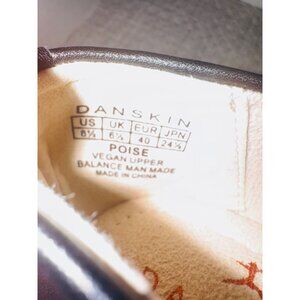 DANSKIN
US UK EUR JPN
8½ 6½ 40 24½
POISE
VEGAN UPPER
BALANCE MAN MADE
MADE IN CHINA